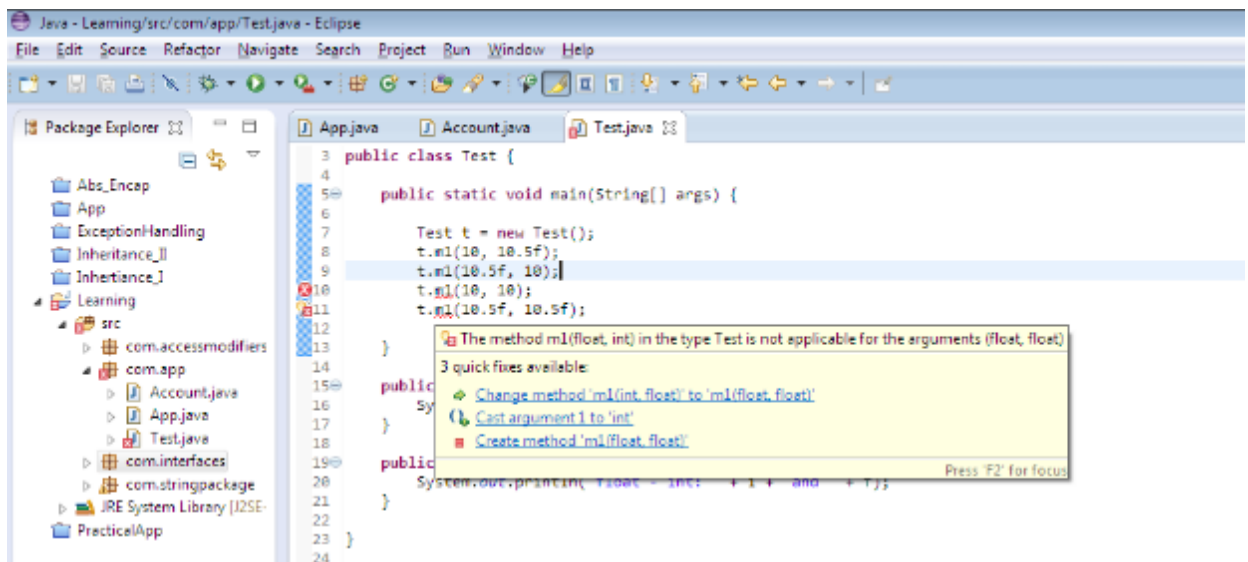 Java - Learning/src/com/app/Test.java - Eclipse
File Edit Source Refactor Navigate Search Project Run Window Help
Package Explorer
Abs_Encap
App
ExceptionHandling
Inheritance_II
Inhertiance_I
Learning
src
com.accessmodifiers
com.app
Account.java
App.java
Test.java
com.interfaces
com.stringpackage
JRE System Library [J2SE-
PracticalApp
App.java Account.java Test.java
3 public class Test {
4
5 public static void main(String[] args) {
6
7 Test t = new Test();
8 t.m1(10, 10.5f);
9 t.m1(10.5f, 10);
10 t.m1(10, 10);
11 t.m1(10.5f, 10.5f);
12
13 }
14
15 public
16 Sy
17 }
18
19 public
20 System.out.println( float - int: + i + and + f);
21 }
22
23 }
24
The method m1(float, int) in the type Test is not applicable for the arguments (float, float)
3 quick fixes available:
Change method 'm1(int, float)' to 'm1(float, float)'
Cast argument 1 to 'int'
Create method 'm1(float, float)'
Press 'F2' for focus